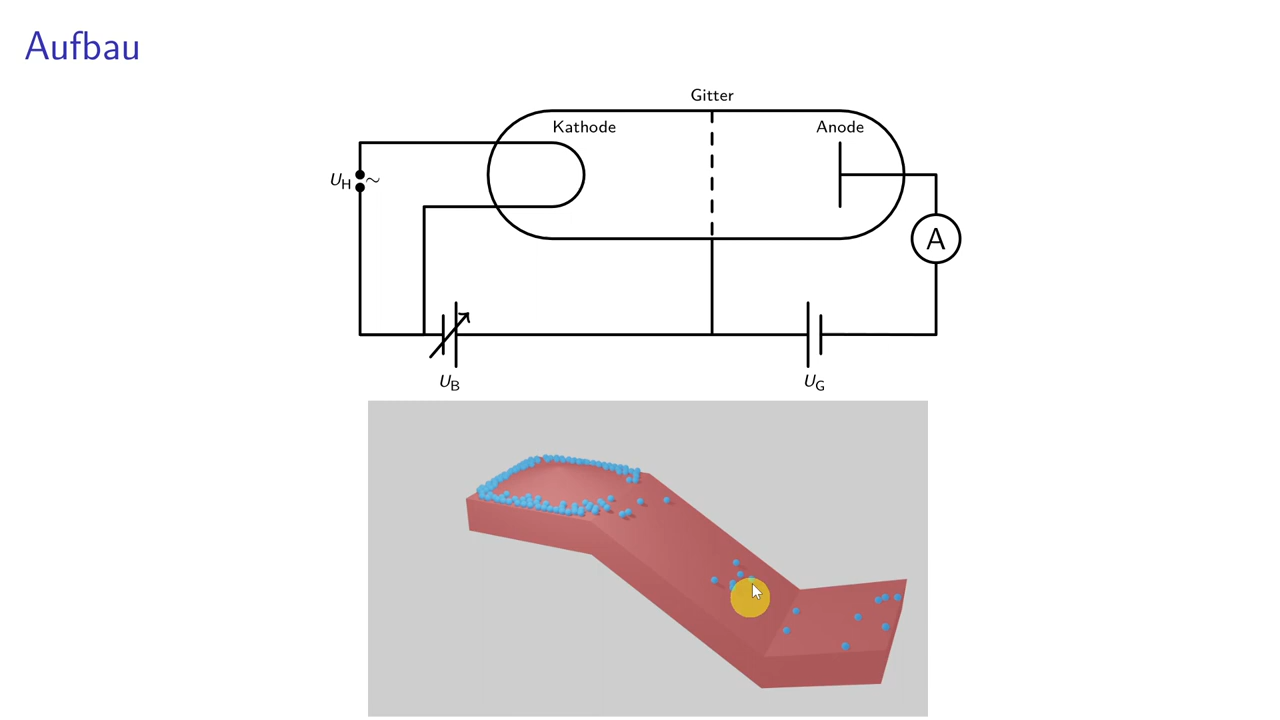 Aufbau
Gitter
Kathode
Anode
UH
~
A
UB
UG